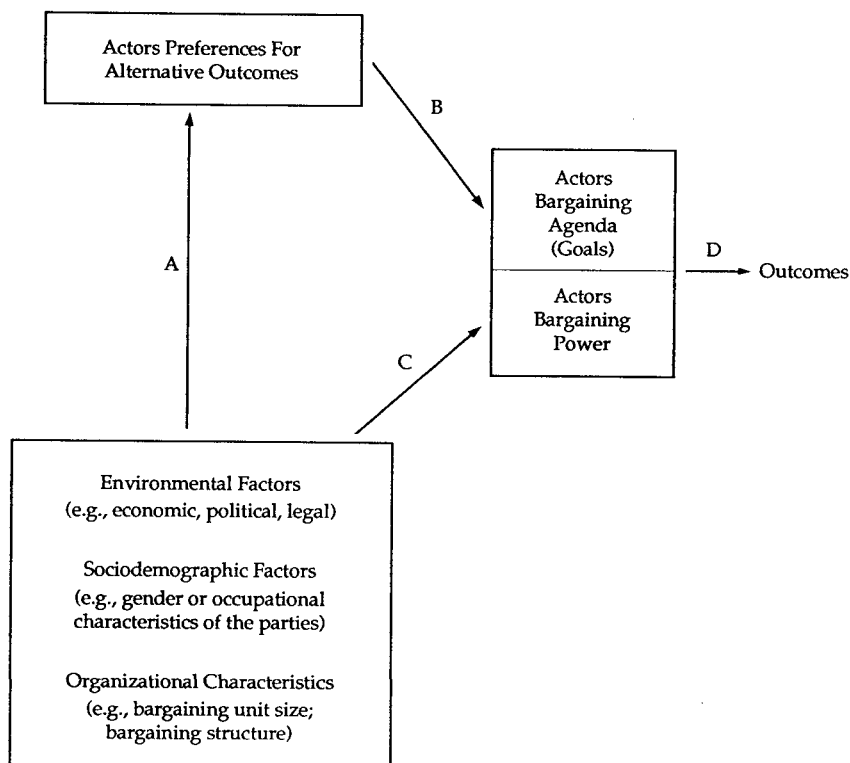 Actors Preferences For
Alternative Outcomes
B
Actors
Bargaining
Agenda
(Goals)
D
Outcomes
A
Actors
Bargaining
Power
C
Environmental Factors
(e.g., economic, political, legal)
Sociodemographic Factors
(e.g., gender or occupational
characteristics of the parties)
Organizational Characteristics
(e.g., bargaining unit size;
bargaining structure)